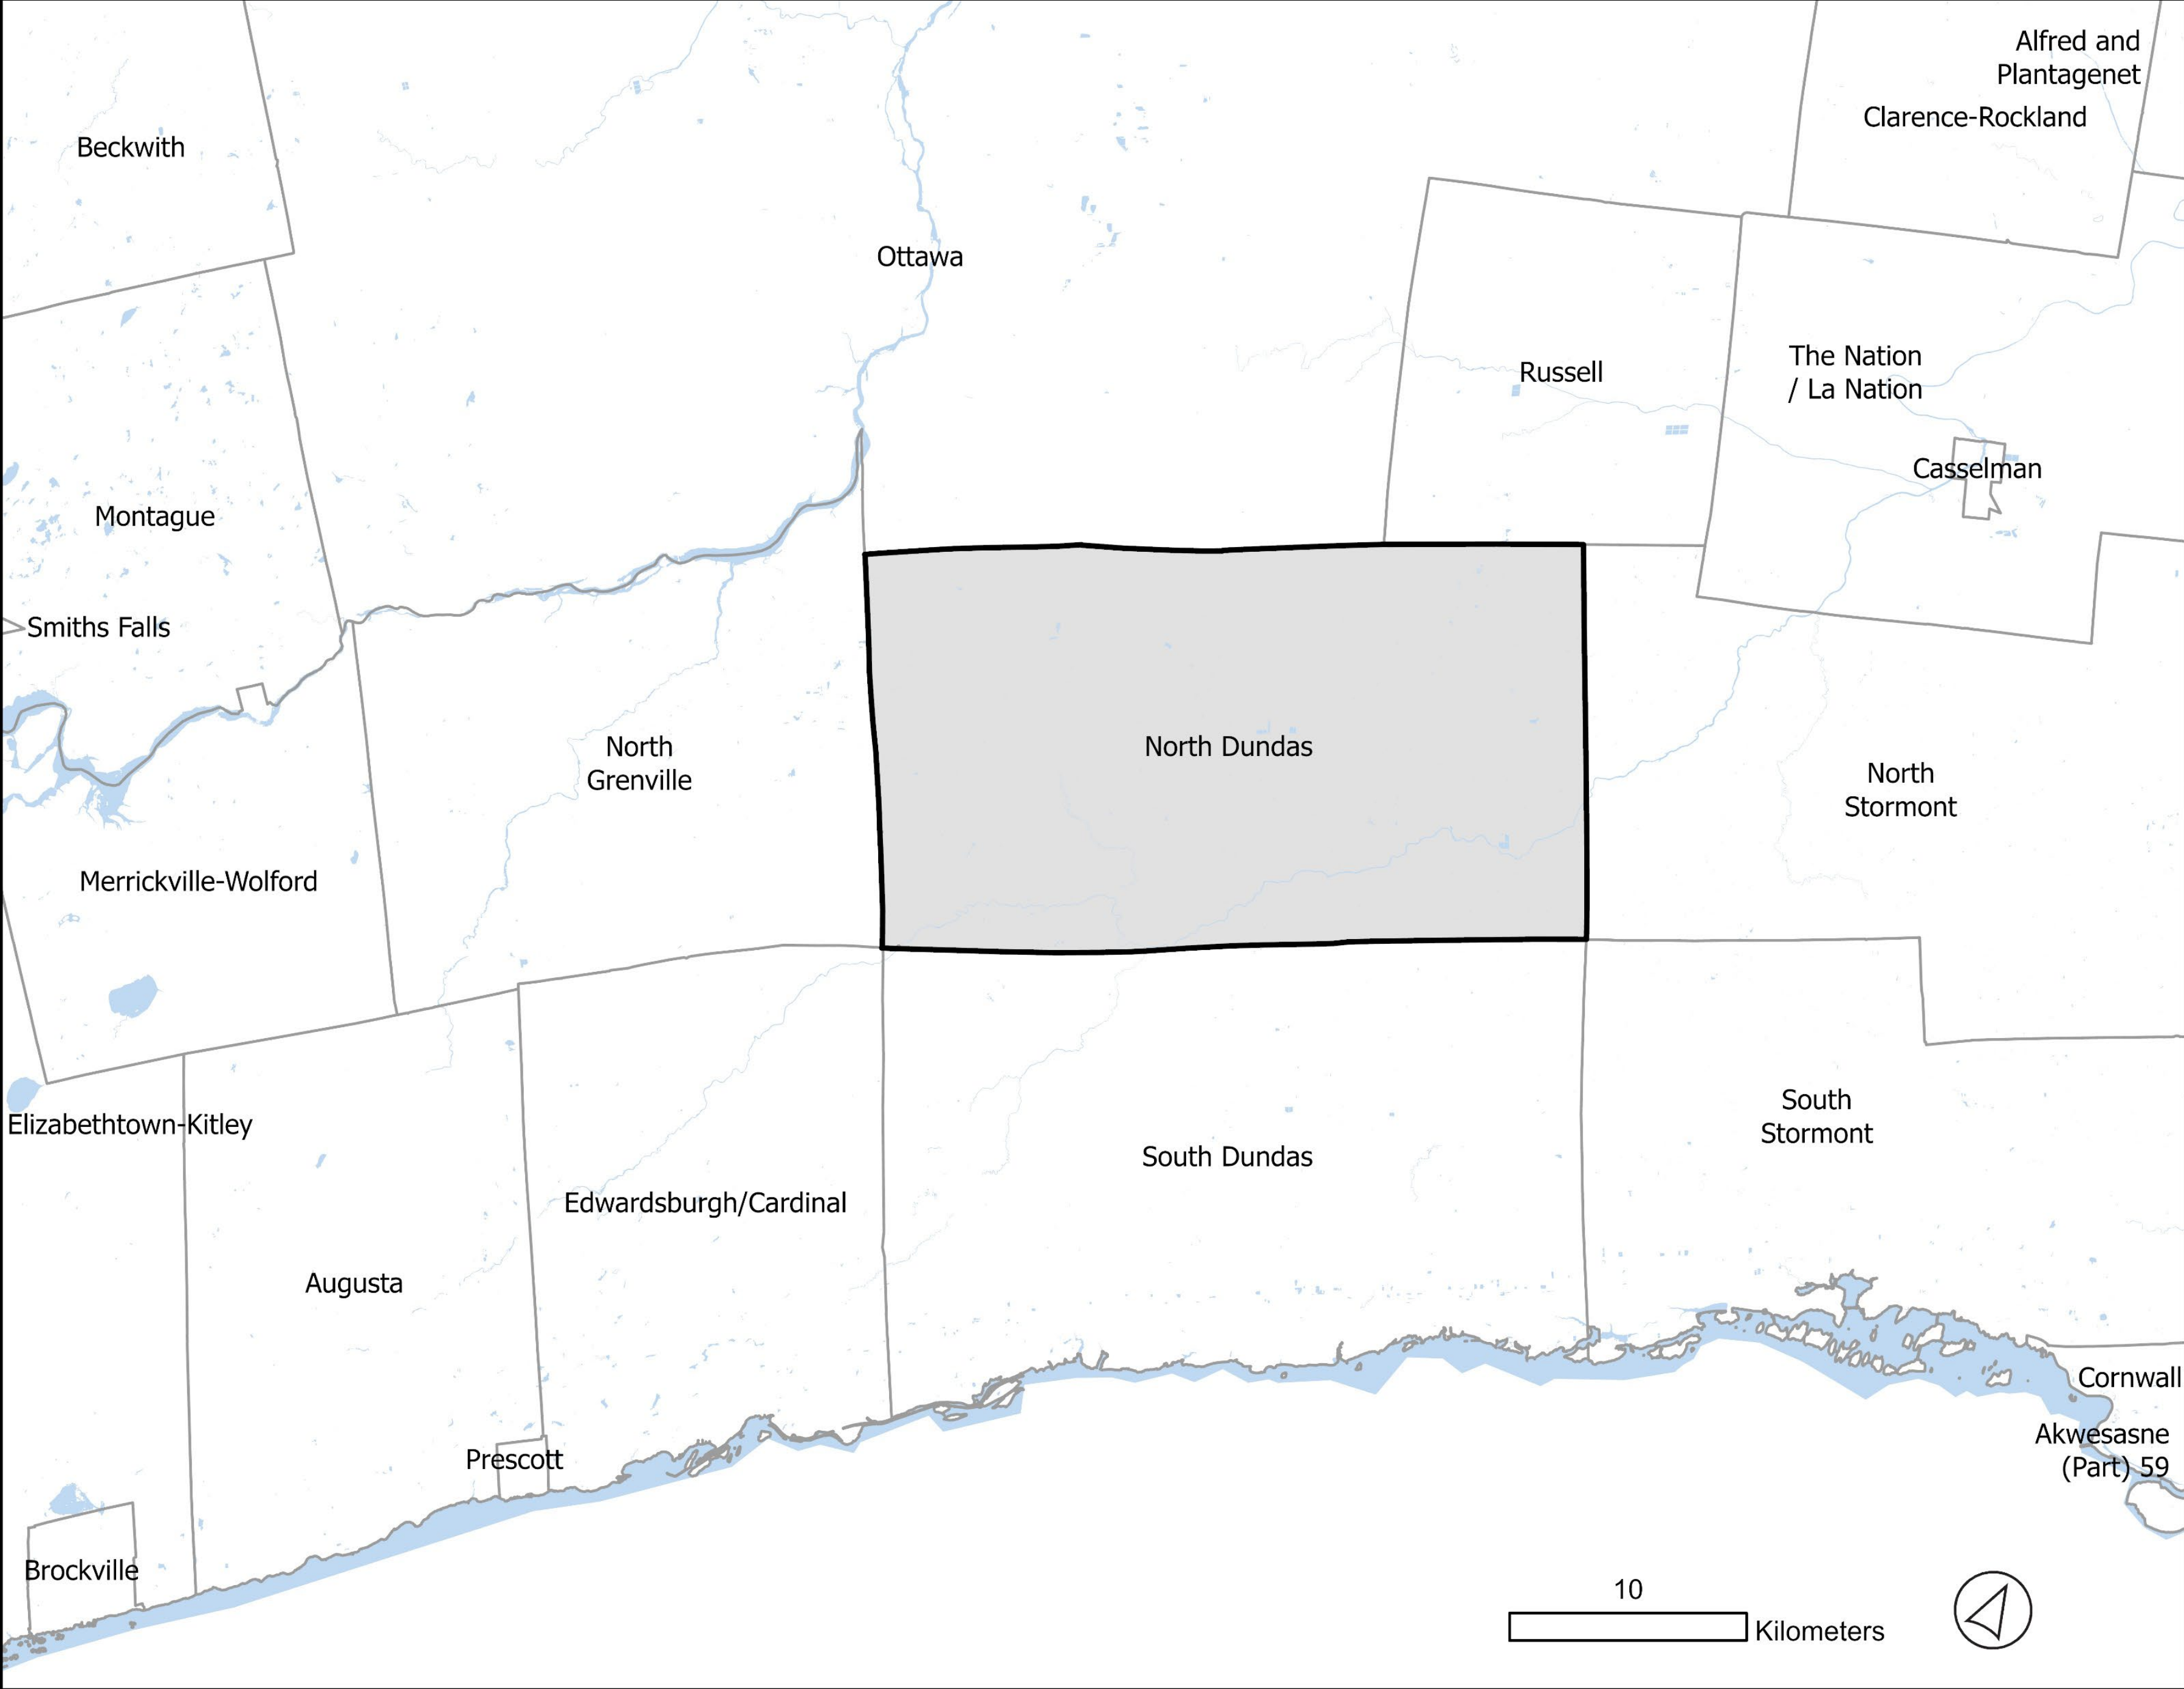 Alfred and
Plantagenet
Clarence-Rockland
Beckwith
Ottawa
The Nation
/ La Nation
Russell
Casselman
Montague
Smiths Falls
North
Grenville
North Dundas
North
Stormont
Merrickville-Wolford
South
Stormont
Elizabethtown-Kitley
South Dundas
Edwardsburgh/Cardinal
Augusta
Cornwall
Akwesasne
(Part) 59
Prescott
Brockville
10
Kilometers